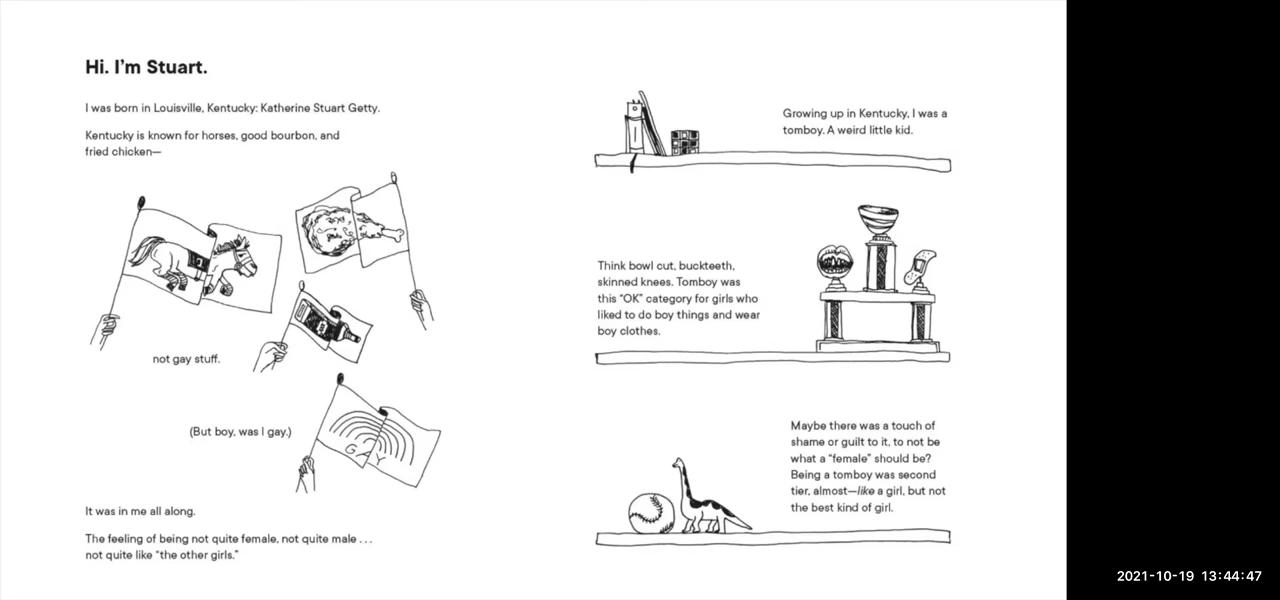 Hi. I'm Stuart.
I was born in Louisville, Kentucky: Katherine Stuart Getty.
Kentucky is known for horses, good bourbon, and
fried chicken—
not gay stuff.
(But boy, was I gay.)
GAY
It was in me all along.
The feeling of being not quite female, not quite male . . .
not quite like “the other girls.”
Growing up in Kentucky, I was a
tomboy. A weird little kid.
Think bowl cut, buckteeth,
skinned knees. Tomboy was
this “OK” category for girls who
liked to do boy things and wear
boy clothes.
Maybe there was a touch of
shame or guilt to it, to not be
what a “female” should be?
Being a tomboy was second
tier, almost—like a girl, but not
the best kind of girl.
2021-10-19 13:44:47